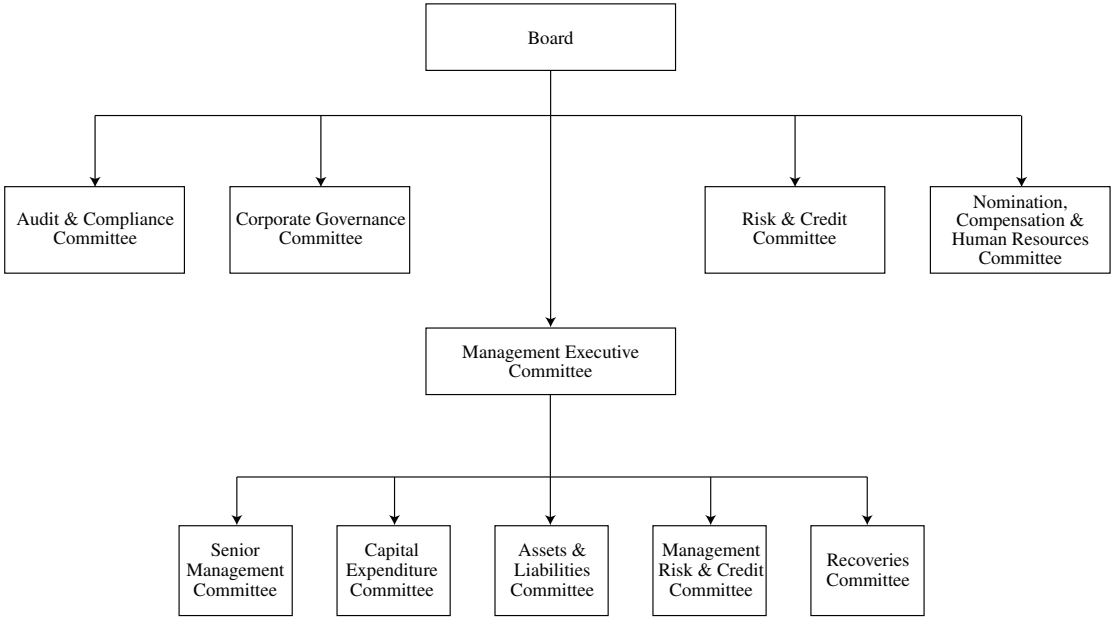 Board
Audit & Compliance
Committee
Corporate Governance
Committee
Risk & Credit
Committee
Nomination,
Compensation &
Human Resources
Committee
Management Executive
Committee
Senior
Management
Committee
Capital
Expenditure
Committee
Assets &
Liabilities
Committee
Management
Risk & Credit
Committee
Recoveries
Committee